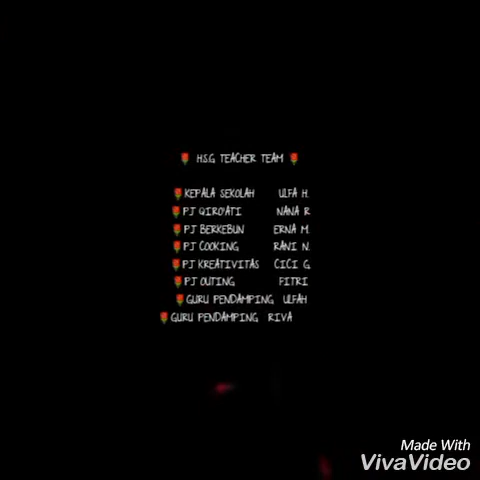 🌹 H.S.G TEACHER TEAM 🌹
🌹KEPALA SEKOLAH ULFA H.
🌹PJ QIRO'ATI NANA R
🌹PJ BERKEBUN ERNA M.
🌹PJ COOKING RANI N.
🌹PJ KREATIVITAS CICI G.
🌹PJ OUTING FITRI
🌹GURU PENDAMPING ULFAH
🌹GURU PENDAMPING RIVA
Made With
VivaVideo